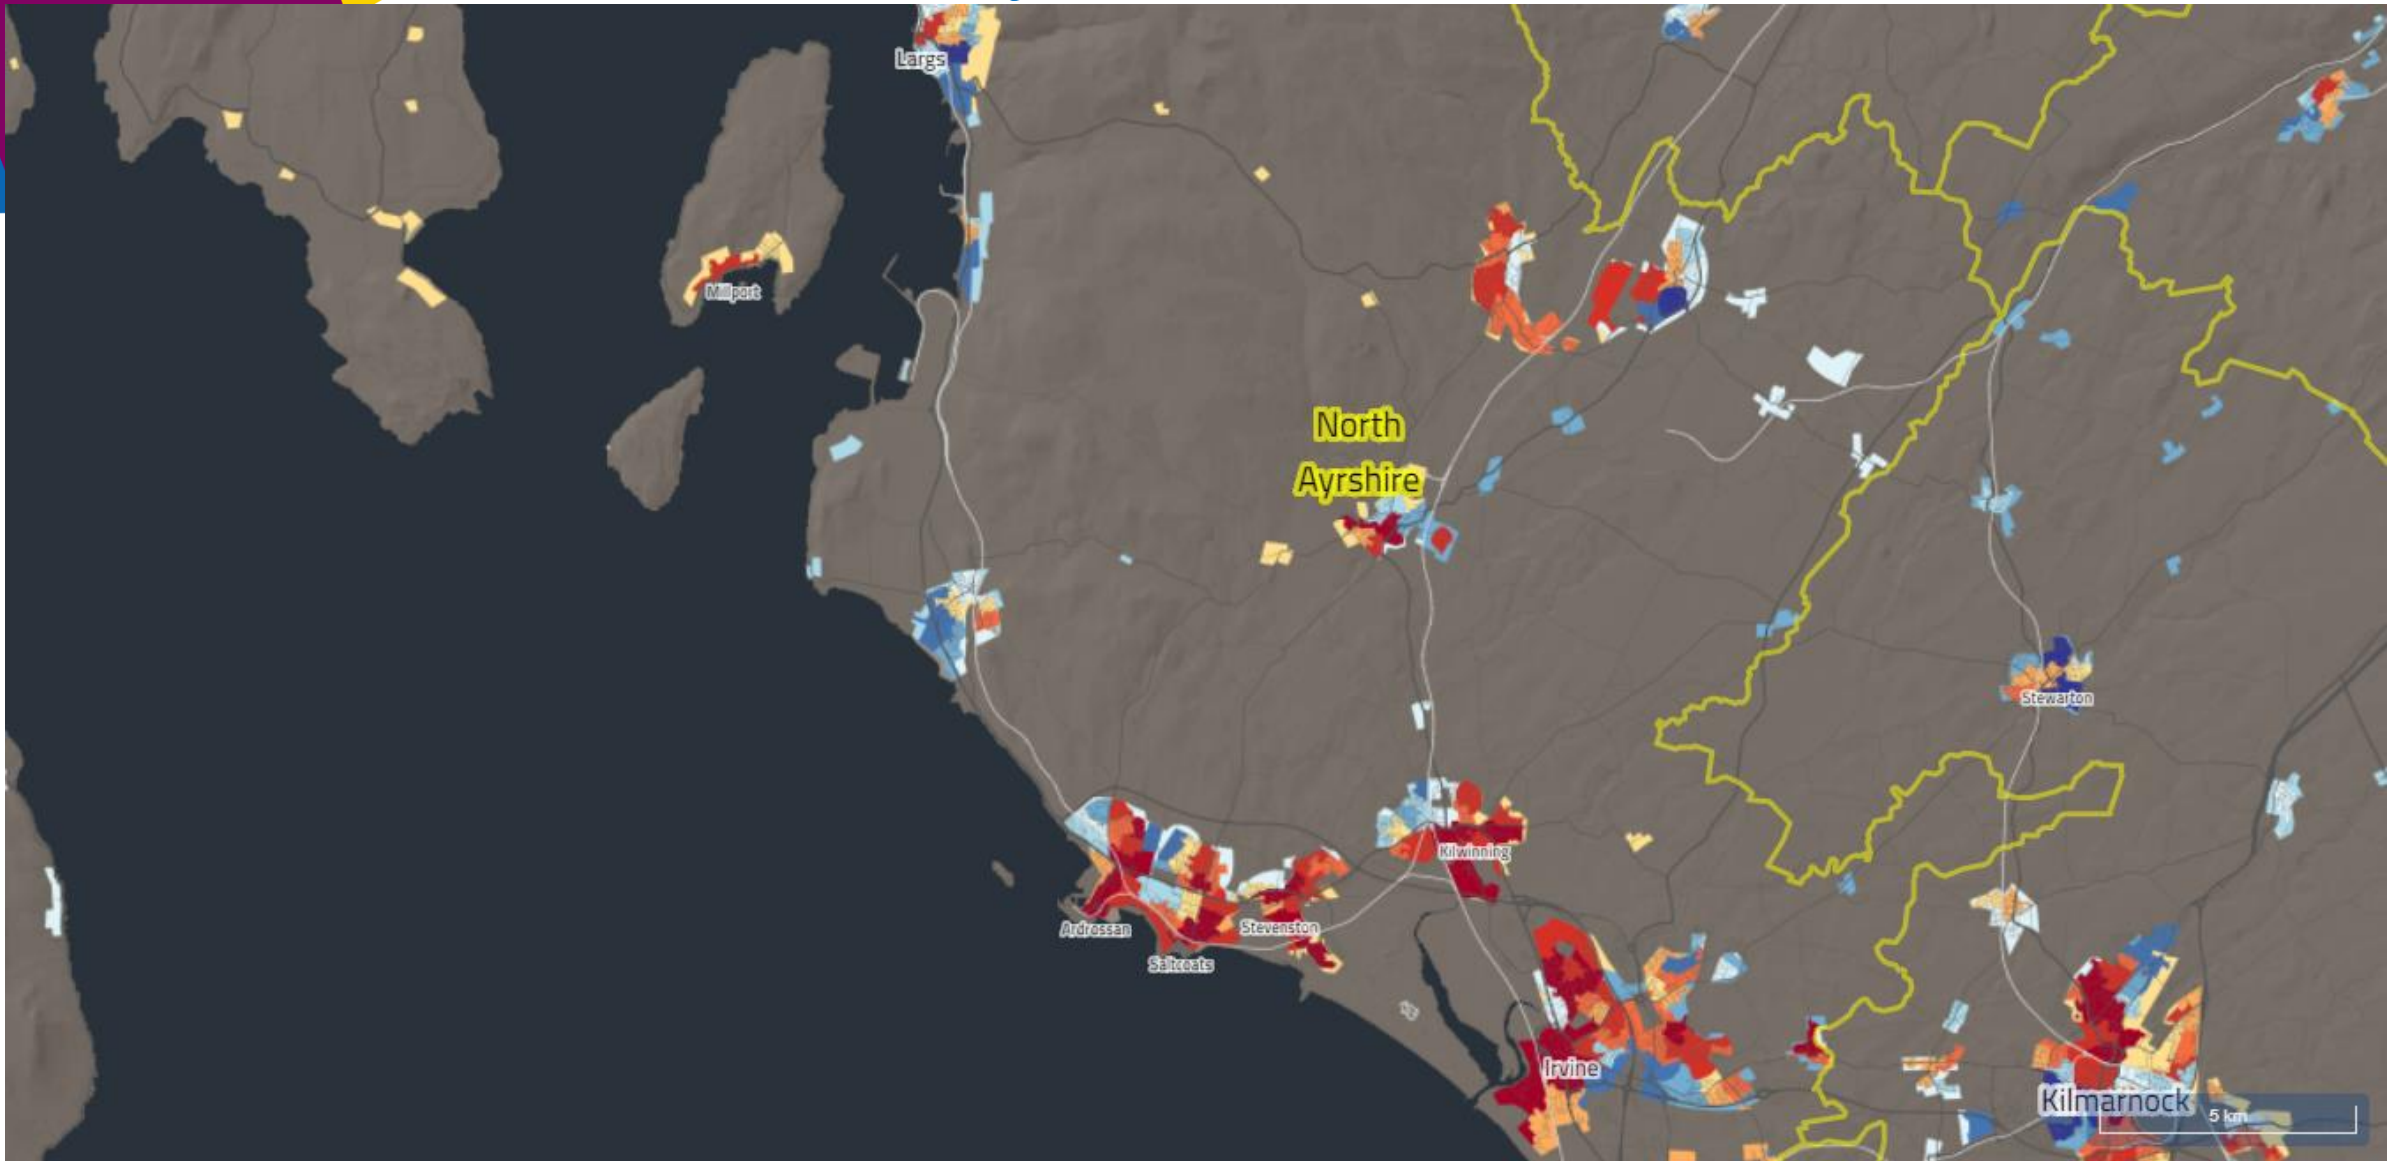 Largs
Millport
North
Ayrshire
Stewarton
Kilwinning
Ardrossan
Stevenston
Saltcoats
Irvine
Kilmarnock
5 km